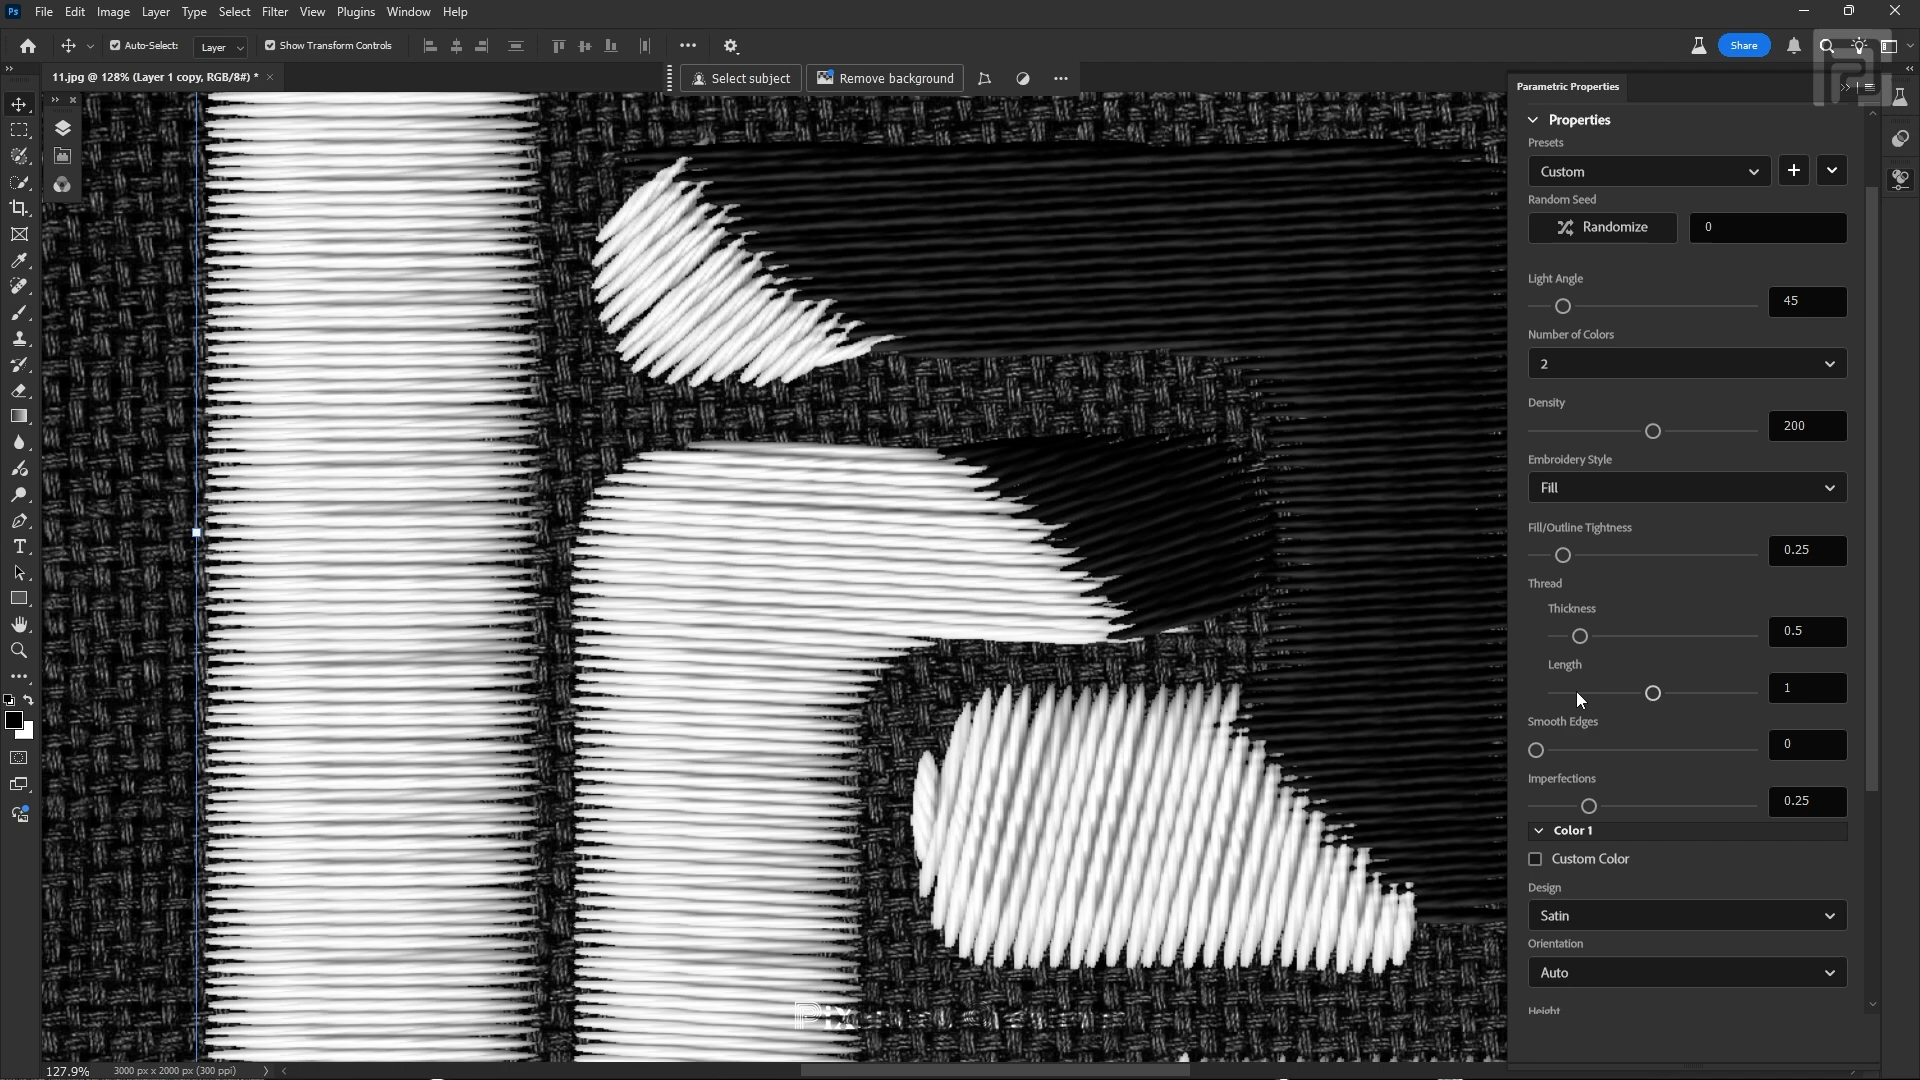 Ps File Edit Image Layer Type Select Filter View Plugins Window Help
Auto-Select: Layer Show Transform Controls Share
11.jpg @ 128% (Layer 1 copy, RGB/8#) *
Select subject Remove background
Parametric Properties
Properties
Presets
Custom
Random Seed
Randomize 0
Light Angle
45
Number of Colors
2
Density
200
Embroidery Style
Fill
Fill/Outline Tightness
0.25
Thread
Thickness
0.5
Length
1
Smooth Edges
0
Imperfections
0.25
Color 1
Custom Color
Design
Satin
Orientation
Auto
Height
127.9% 3000 px x 2000 px (300 ppi)